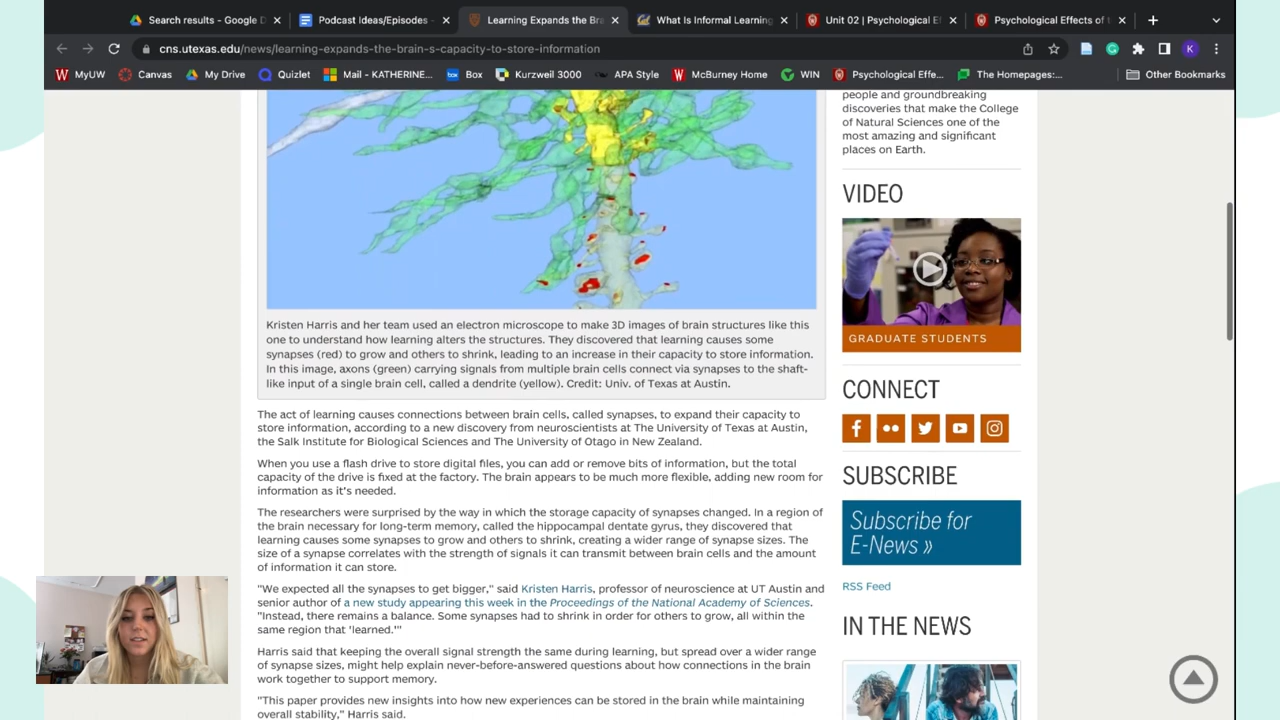 Search results - Google D
Podcast Ideas/Episodes -
Learning Expands the Bra
What Is Informal Learning
Unit 02 | Psychological Ef
Psychological Effects of t
cns.utexas.edu/news/learning-expands-the-brain-s-capacity-to-store-information
K
MyUW
Canvas
My Drive
Quizlet
Mail - KATHERINE...
box Box
Kurzweil 3000
APA Style
McBurney Home
WIN
Psychological Effe...
The Homepages:...
Other Bookmarks
people and groundbreaking
discoveries that make the College
of Natural Sciences one of the
most amazing and significant
places on Earth.
VIDEO
GRADUATE STUDENTS
CONNECT
SUBSCRIBE
Subscribe for
E-News »
RSS Feed
IN THE NEWS
Kristen Harris and her team used an electron microscope to make 3D images of brain structures like this
one to understand how learning alters the structures. They discovered that learning causes some
synapses (red) to grow and others to shrink, leading to an increase in their capacity to store information.
In this image, axons (green) carrying signals from multiple brain cells connect via synapses to the shaft-
like input of a single brain cell, called a dendrite (yellow). Credit: Univ. of Texas at Austin.
The act of learning causes connections between brain cells, called synapses, to expand their capacity to
store information, according to a new discovery from neuroscientists at The University of Texas at Austin,
the Salk Institute for Biological Sciences and The University of Otago in New Zealand.
When you use a flash drive to store digital files, you can add or remove bits of information, but the total
capacity of the drive is fixed at the factory. The brain appears to be much more flexible, adding new room for
information as it's needed.
The researchers were surprised by the way in which the storage capacity of synapses changed. In a region of
the brain necessary for long-term memory, called the hippocampal dentate gyrus, they discovered that
learning causes some synapses to grow and others to shrink, creating a wider range of synapse sizes. The
size of a synapse correlates with the strength of signals it can transmit between brain cells and the amount
of information it can store.
"We expected all the synapses to get bigger," said Kristen Harris, professor of neuroscience at UT Austin and
senior author of a new study appearing this week in the Proceedings of the National Academy of Sciences.
"Instead, there remains a balance. Some synapses had to shrink in order for others to grow, all within the
same region that 'learned.'"
Harris said that keeping the overall signal strength the same during learning, but spread over a wider range
of synapse sizes, might help explain never-before-answered questions about how connections in the brain
work together to support memory.
"This paper provides new insights into how new experiences can be stored in the brain while maintaining
overall stability," Harris said.